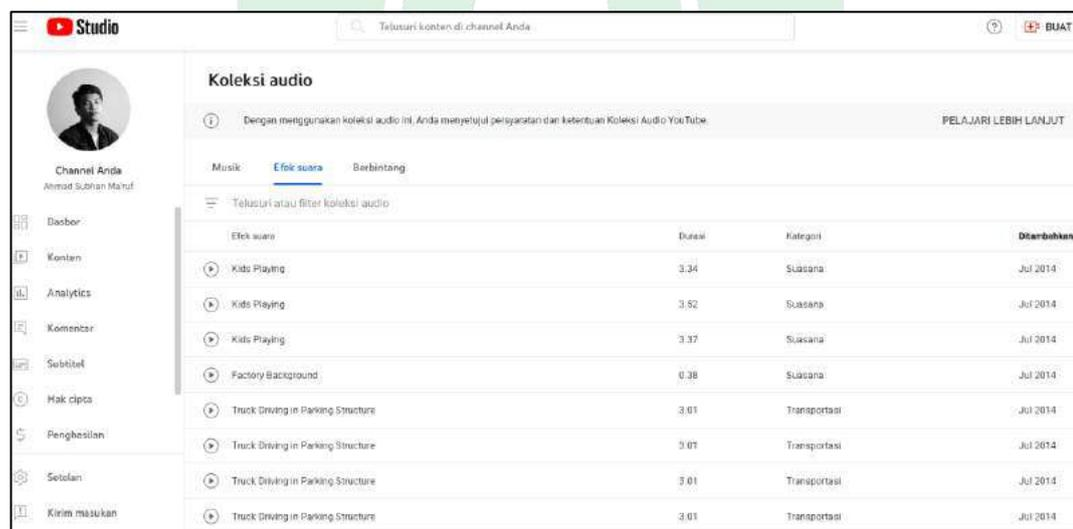 Studio
Telusuri konten di channel Anda
BUAT
Channel Anda
Ahmad Subhan Ma'ruf
Dasbor
Konten
Analytics
Komentar
Subtitel
Hak cipta
Penghasilan
Setelan
Kirim masukan
Koleksi audio
Dengan menggunakan koleksi audio ini, Anda menyetujui persyaratan dan ketentuan Koleksi Audio YouTube.
PELAJARI LEBIH LANJUT
Musik Efek suara Berbintang
Telusuri atau filter koleksi audio
Efek suara Durasi Kategori Ditambahkan
Kids Playing 3.34 Suasana Jul 2014
Kids Playing 3.52 Suasana Jul 2014
Kids Playing 3.37 Suasana Jul 2014
Factory Background 0.38 Suasana Jul 2014
Truck Driving in Parking Structure 3.01 Transportasi Jul 2014
Truck Driving in Parking Structure 3.01 Transportasi Jul 2014
Truck Driving in Parking Structure 3.01 Transportasi Jul 2014
Truck Driving in Parking Structure 3.01 Transportasi Jul 2014